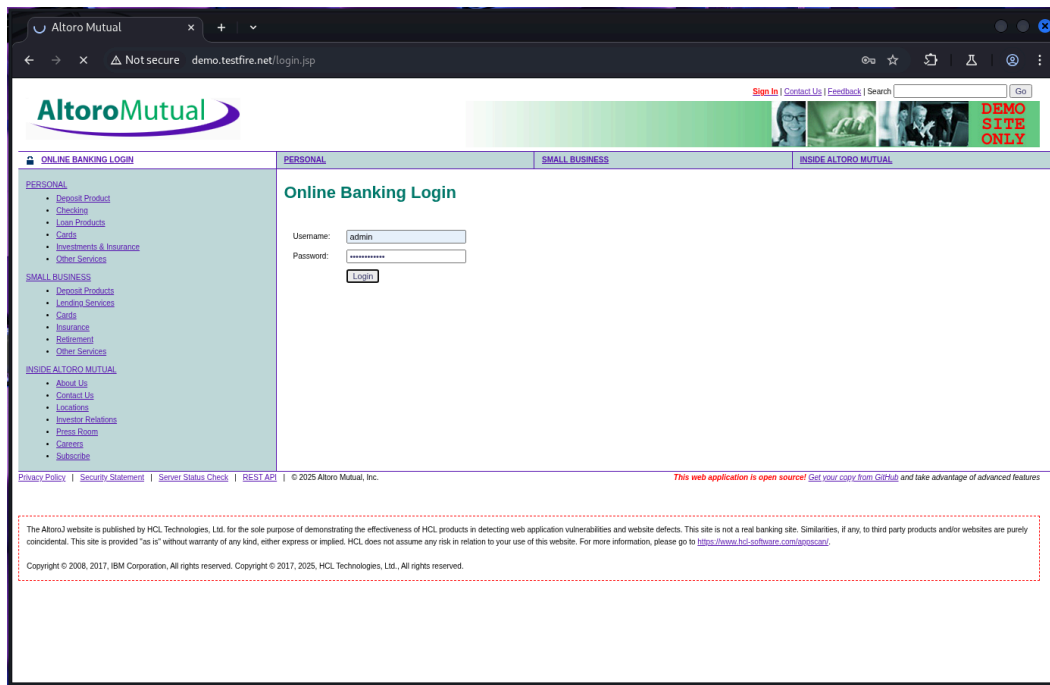 Altoro Mutual
Not secure demo.testfire.net/login.jsp
Sign In | Contact Us | Feedback | Search Go
AltoroMutual
DEMO
SITE
ONLY
ONLINE BANKING LOGIN PERSONAL SMALL BUSINESS INSIDE ALTORO MUTUAL
PERSONAL
• Deposit Product
• Checking
• Loan Products
• Cards
• Investments & Insurance
• Other Services
SMALL BUSINESS
• Deposit Products
• Lending Services
• Cards
• Insurance
• Retirement
• Other Services
INSIDE ALTORO MUTUAL
• About Us
• Contact Us
• Locations
• Investor Relations
• Press Room
• Careers
• Subscribe
Online Banking Login
Username: admin
Password: ••••••••••••
Login
Privacy Policy | Security Statement | Server Status Check | REST API | © 2025 Altoro Mutual, Inc. This web application is open source! Get your copy from GitHub and take advantage of advanced features
The AltoroJ website is published by HCL Technologies, Ltd. for the sole purpose of demonstrating the effectiveness of HCL products in detecting web application vulnerabilities and website defects. This site is not a real banking site. Similarities, if any, to third party products and/or websites are purely
coincidental. This site is provided "as is" without warranty of any kind, either express or implied. HCL does not assume any risk in relation to your use of this website. For more information, please go to https://www.hcl-software.com/appscan/.
Copyright © 2008, 2017, IBM Corporation, All rights reserved. Copyright © 2017, 2025, HCL Technologies, Ltd., All rights reserved.